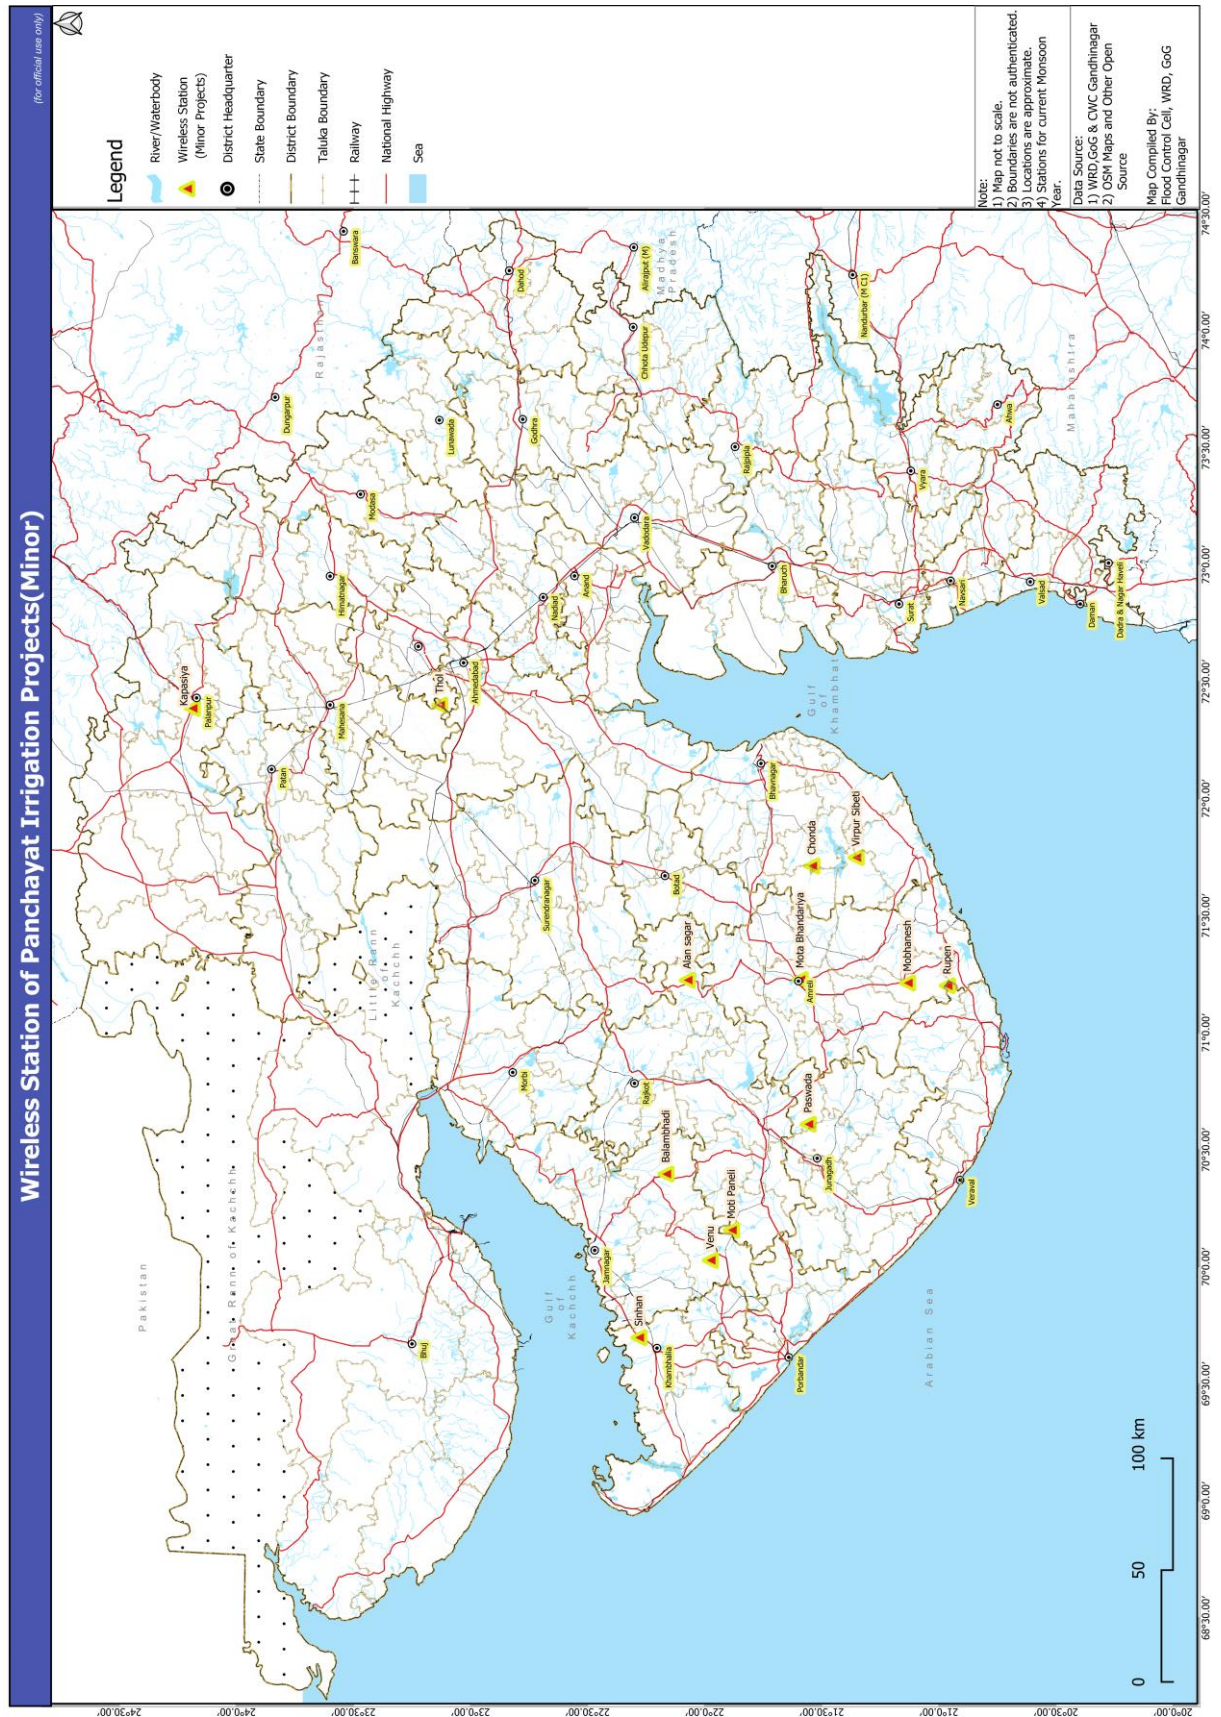 Wireless Station of Panchayat Irrigation Projects(Minor)
(for official use only)
Legend
River/Waterbody
Wireless Station
(Minor Projects)
District Headquarter
State Boundary
District Boundary
Taluka Boundary
Railway
National Highway
Sea
Note:
1) Map not to scale.
2) Boundaries are not authenticated.
3) Locations are approximate.
4) Stations for current Monsoon
Year.
Data Source:
1) WRD,GoG & CWC Gandhinagar
2) OSM Maps and Other Open
Source
Map Compiled By:
Flood Control Cell, WRD, GoG
Gandhinagar
Pakistan
Great Rann of Kachchh
Little Rann
of
Kachchh
Gulf
of
Kachchh
Arabian Sea
Gulf
of
Khambhat
Rajasthan
Madhya
Pradesh
Maharashtra
Kapasiya
Palanpur
Patan
Mahesana
Himatnagar
Modasa
Dungarpur
Banswara
Thol
Ahmedabad
Lunawada
Godhra
Dahod
Nadiad
Anand
Vadodara
Chhota Udepur
Alirajput (M)
Rajpipla
Bharuch
Nandurbar (M C1)
Surat
Vyara
Navsari
Ahwa
Valsad
Daman
Dadra & Nagar Haveli
Bhuj
Morbi
Surendranagar
Jamnagar
Rajkot
Botad
Bhavnagar
Sinhan
Khambhalia
Balambhadi
Alan sagar
Venu
Moti Paneli
Porbandar
Mota Bhandariya
Amreli
Chonda
Virpur Sibeti
Paswada
Junagadh
Mobhanesh
Rupen
Veraval
0
50
100 km
68°30.00'
69°0.00'
69°30.00'
70°0.00'
70°30.00'
71°0.00'
71°30.00'
72°0.00'
72°30.00'
73°0.00'
73°30.00'
74°0.00'
74°30.00'
24°30.00'
24°0.00'
23°30.00'
23°0.00'
22°30.00'
22°0.00'
21°30.00'
21°0.00'
20°30.00'
20°0.00'